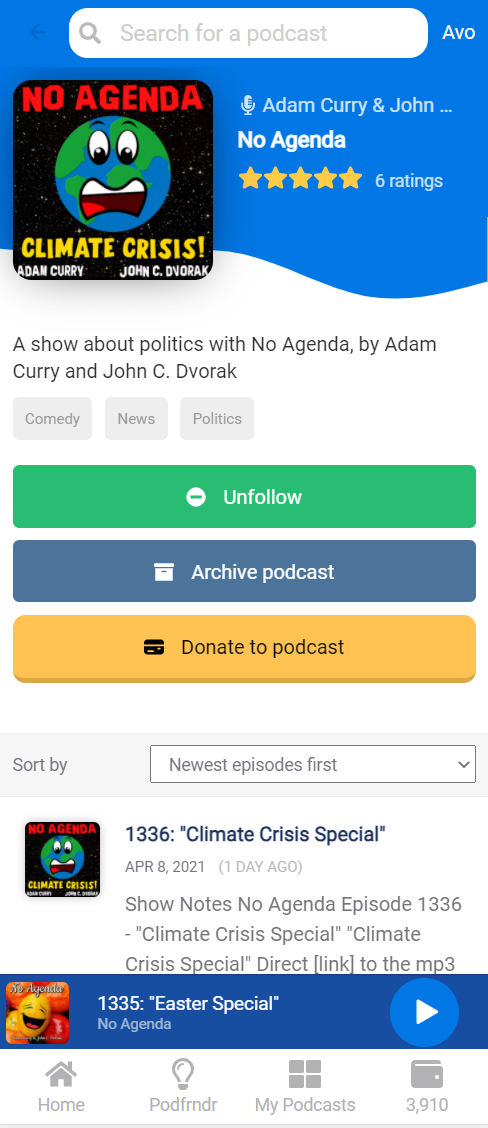 Search for a podcast
Avo
NO AGENDA
CLIMATE CRISIS!
ADAM CURRY JOHN C. DVORAK
Adam Curry & John ...
No Agenda
6 ratings
A show about politics with No Agenda, by Adam
Curry and John C. Dvorak
Comedy News Politics
Unfollow
Archive podcast
Donate to podcast
Sort by Newest episodes first
NO AGENDA
CLIMATE CRISIS!
ADAM CURRY JOHN C. DVORAK
1336: "Climate Crisis Special"
APR 8, 2021 (1 DAY AGO)
Show Notes No Agenda Episode 1336
- "Climate Crisis Special" "Climate
Crisis Special" Direct [link] to the mp3
No Agenda
1335: "Easter Special"
No Agenda
Home Podfrndr My Podcasts 3,910